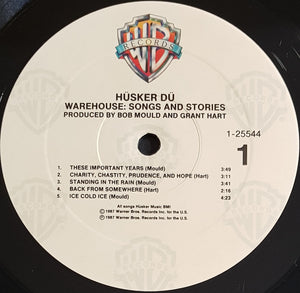 WB
RECORDS
HÜSKER DÜ
WAREHOUSE: SONGS AND STORIES
PRODUCED BY BOB MOULD AND GRANT HART
1-25544
1
1. THESE IMPORTANT YEARS (Mould) 3:49
2. CHARITY, CHASTITY, PRUDENCE, AND HOPE (Hart) 3:11
3. STANDING IN THE RAIN (Mould) 3:41
4. BACK FROM SOMEWHERE (Hart) 2:16
5. ICE COLD ICE (Mould) 4:23
All songs Hüsker Music BMI
℗ 1987 Warner Bros. Records Inc. for the U.S.
© 1987 Warner Bros. Records Inc. for the U.S.